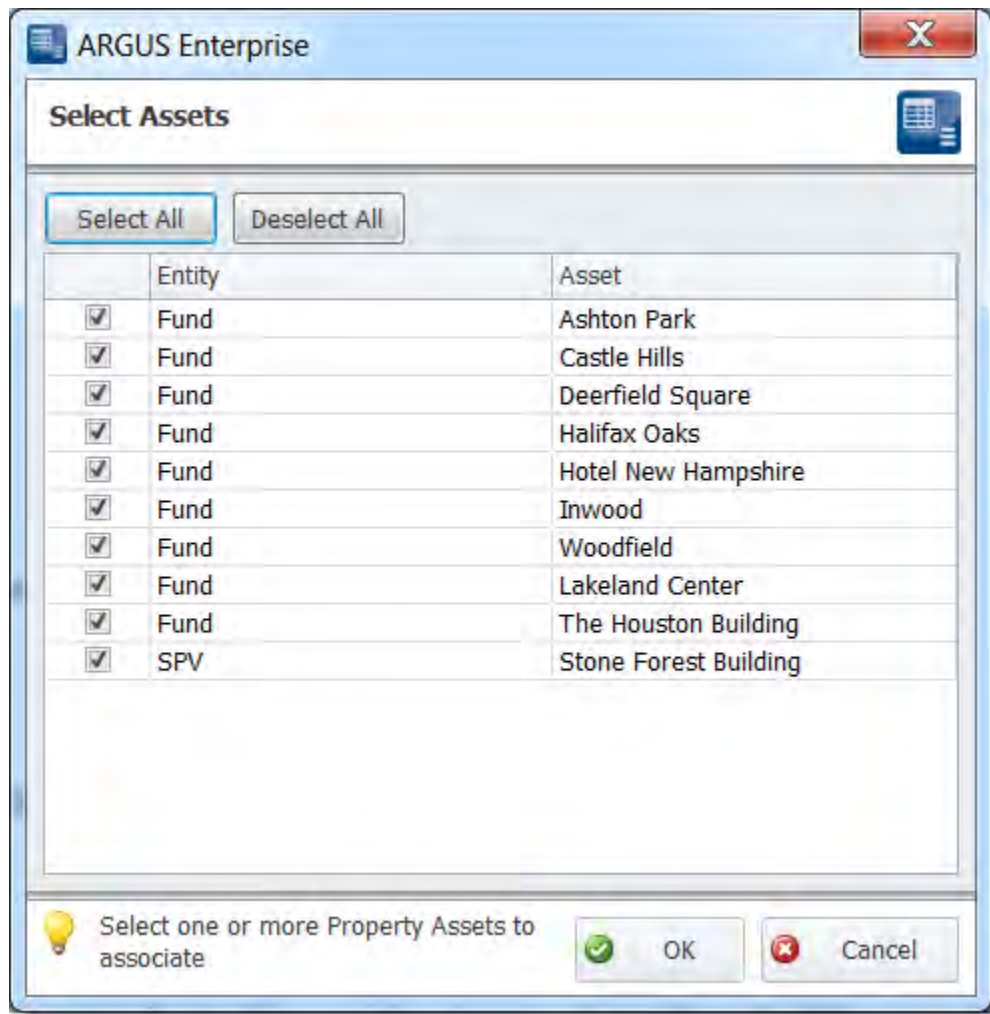 ARGUS Enterprise
Select Assets
Select All Deselect All
Entity Asset
Fund Ashton Park
Fund Castle Hills
Fund Deerfield Square
Fund Halifax Oaks
Fund Hotel New Hampshire
Fund Inwood
Fund Woodfield
Fund Lakeland Center
Fund The Houston Building
SPV Stone Forest Building
Select one or more Property Assets to
associate
OK Cancel